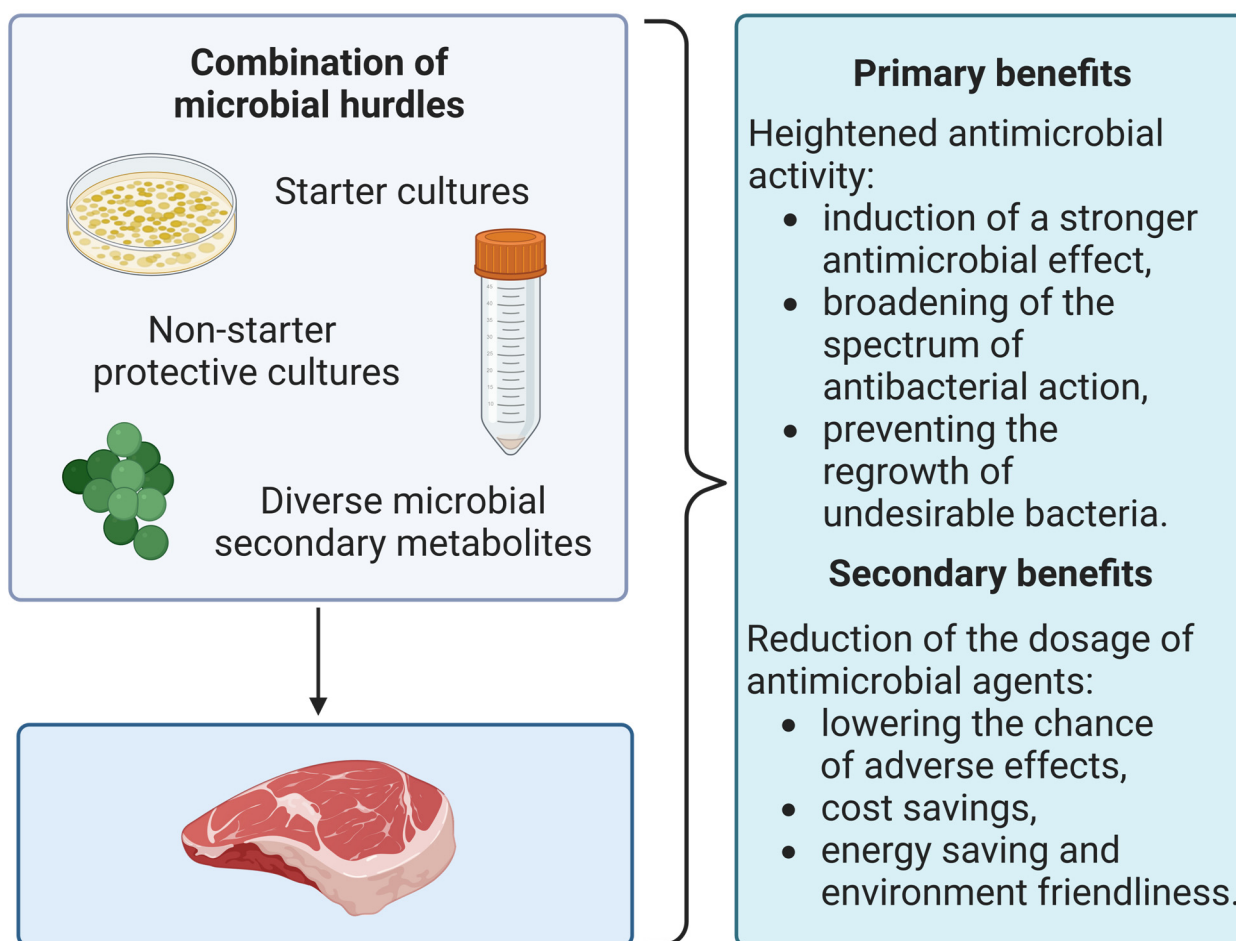 Combination of
microbial hurdles
Starter cultures
Non-starter
protective cultures
Diverse microbial
secondary metabolites
Primary benefits
Heightened antimicrobial
activity:
• induction of a stronger
antimicrobial effect,
• broadening of the
spectrum of
antibacterial action,
• preventing the
regrowth of
undesirable bacteria.
Secondary benefits
Reduction of the dosage of
antimicrobial agents:
• lowering the chance
of adverse effects,
• cost savings,
• energy saving and
environment friendliness.